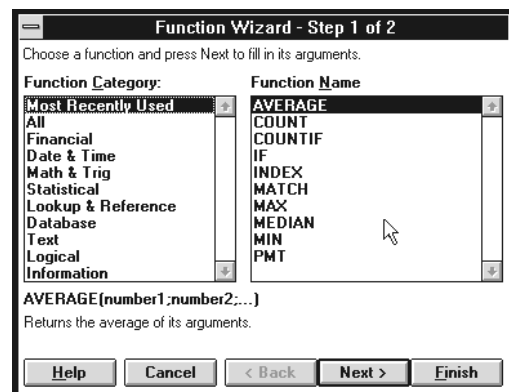 Function Wizard - Step 1 of 2
Choose a function and press Next to fill in its arguments.
Function Category:
Most Recently Used
All
Financial
Date & Time
Math & Trig
Statistical
Lookup & Reference
Database
Text
Logical
Information
Function Name
AVERAGE
COUNT
COUNTIF
IF
INDEX
MATCH
MAX
MEDIAN
MIN
PMT
AVERAGE(number1;number2;...)
Returns the average of its arguments.
Help Cancel < Back Next > Finish